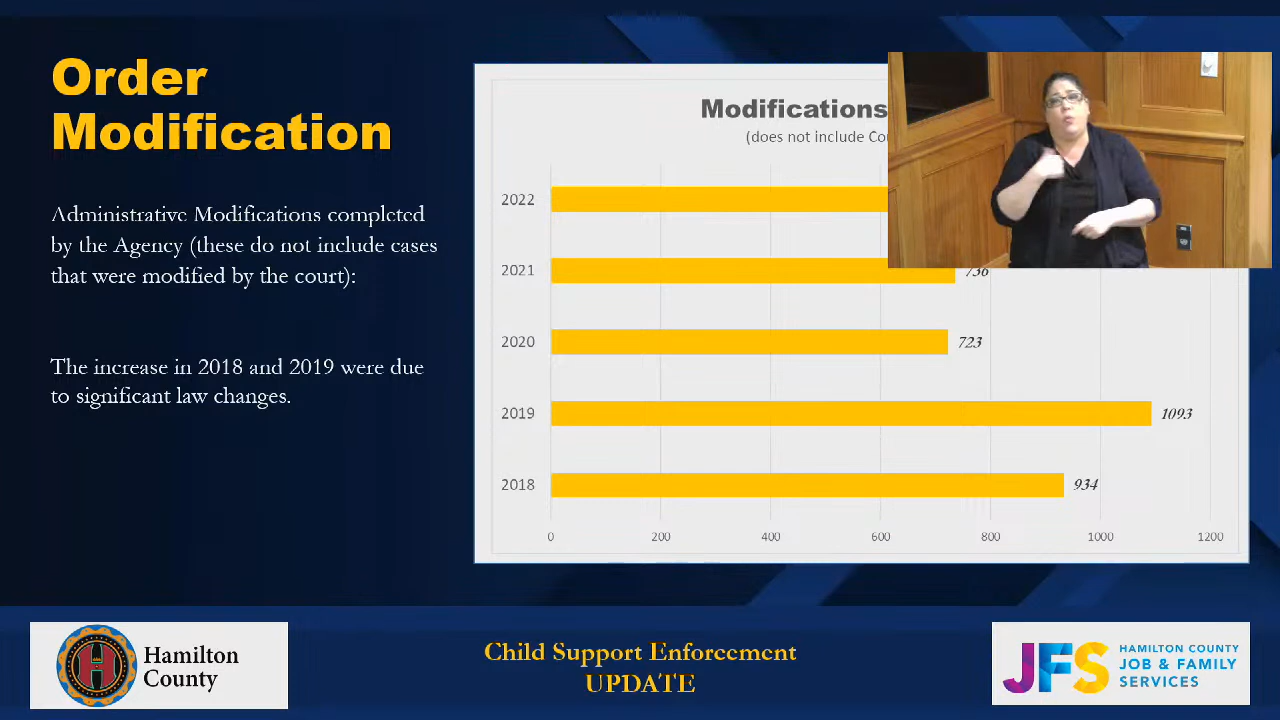 Order
Modification
Administrative Modifications completed
by the Agency (these do not include cases
that were modified by the court):
The increase in 2018 and 2019 were due
to significant law changes.
Modifications
(does not include
2022
2021
736
2020
723
2019
1093
2018
934
0
200
400
600
800
1000
1200
Hamilton
County
Child Support Enforcement
UPDATE
JFS
HAMILTON COUNTY
JOB & FAMILY
SERVICES